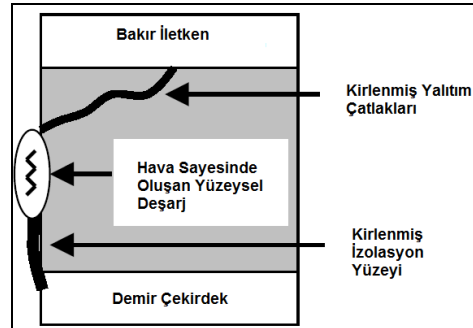 Bakır İletken
Kirlenmiş Yalıtım
Çatlakları
Hava Sayesinde
Oluşan Yüzeysel
Deşarj
Kirlenmiş
İzolasyon
Yüzeyi
Demir Çekirdek